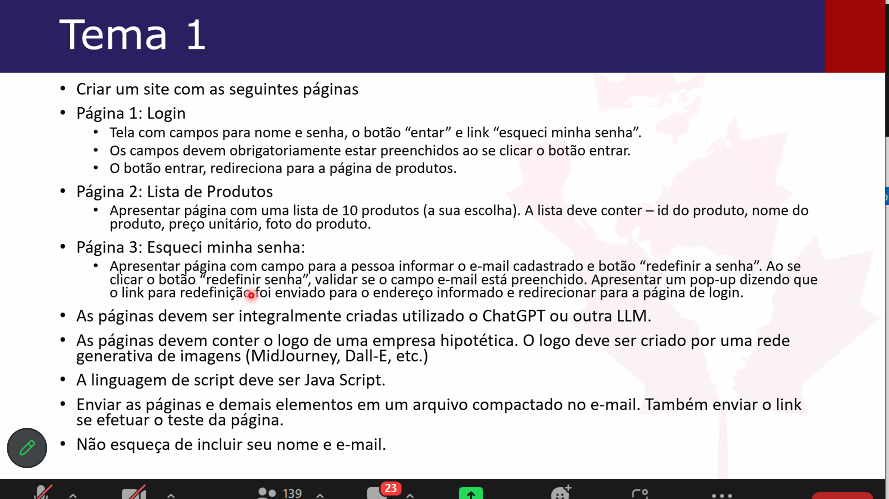 Tema 1
• Criar um site com as seguintes páginas
• Página 1: Login
• Tela com campos para nome e senha, o botão “entar” e link “esqueci minha senha”.
• Os campos devem obrigatoriamente estar preenchidos ao se clicar o botão entrar.
• O botão entrar, redireciona para a página de produtos.
• Página 2: Lista de Produtos
• Apresentar página com uma lista de 10 produtos (a sua escolha). A lista deve conter – id do produto, nome do
produto, preço unitário, foto do produto.
• Página 3: Esqueci minha senha:
• Apresentar página com campo para a pessoa informar o e-mail cadastrado e botão “redefinir a senha”. Ao se
clicar o botão “redefinir senha”, validar se o campo e-mail está preenchido. Apresentar um pop-up dizendo que
o link para redefinição foi enviado para o endereço informado e redirecionar para a página de login.
• As páginas devem ser integralmente criadas utilizado o ChatGPT ou outra LLM.
• As páginas devem conter o logo de uma empresa hipotética. O logo deve ser criado por uma rede
generativa de imagens (MidJourney, Dall-E, etc.)
• A linguagem de script deve ser Java Script.
• Enviar as páginas e demais elementos em um arquivo compactado no e-mail. Também enviar o link
se efetuar o teste da página.
• Não esqueça de incluir seu nome e e-mail.
139
23